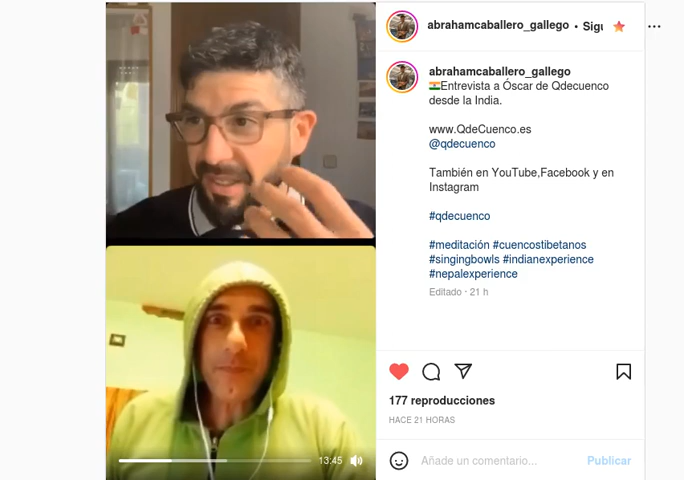 abrahamcaballero_gallego • Sigu
abrahamcaballero_gallego
Entrevista a Óscar de Qdecuenco
desde la India.
www.QdeCuenco.es
@qdecuenco
También en YouTube,Facebook y en
Instagram
#qdecuenco
#meditación #cuencostibetanos
#singingbowls #indianexperience
#nepalexperience
Editado · 21 h
177 reproducciones
HACE 21 HORAS
Añade un comentario... Publicar
13:45